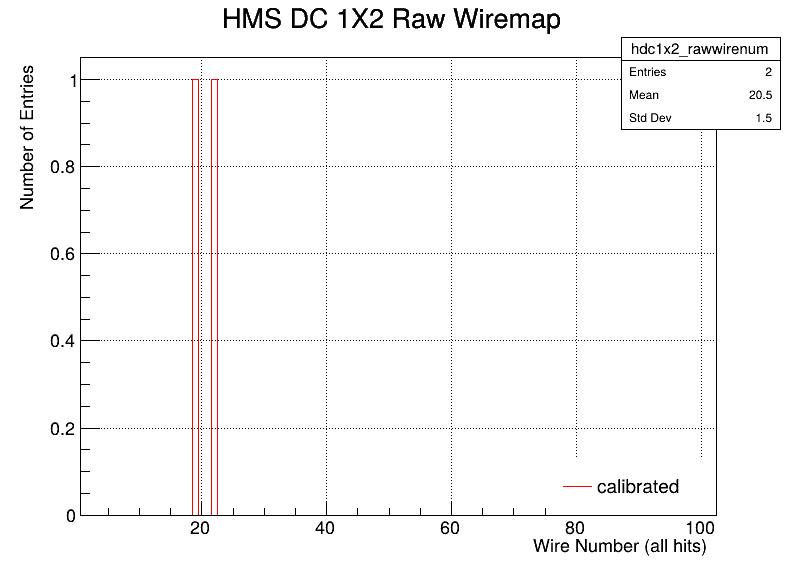 HMS DC 1X2 Raw Wiremap
hdc1x2_rawwirenum
Entries 2
Mean 20.5
Std Dev 1.5
Number of Entries
1
0.8
0.6
0.4
0.2
0
calibrated
20 40 60 80 100
Wire Number (all hits)